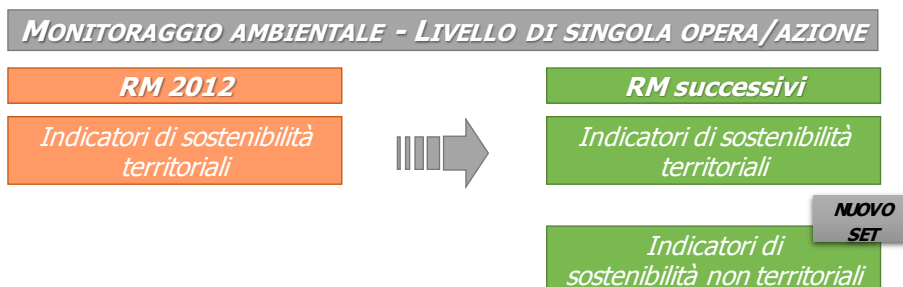 MONITORAGGIO AMBIENTALE - LIVELLO DI SINGOLA OPERA/AZIONE
RM 2012
Indicatori di sostenibilità
territoriali
RM successivi
Indicatori di sostenibilità
territoriali
NUOVO
SET
Indicatori di
sostenibilità non territoriali